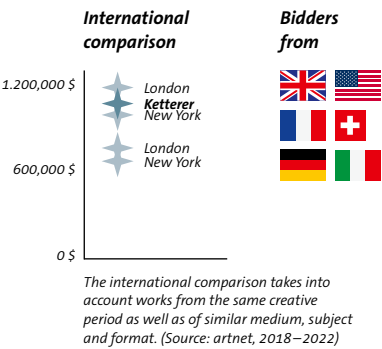 International
comparison
Bidders
from
1.200,000 $
London
Ketterer
New York
600,000 $
London
New York
0 $
The international comparison takes into
account works from the same creative
period as well as of similar medium, subject
and format. (Source: artnet, 2018–2022)